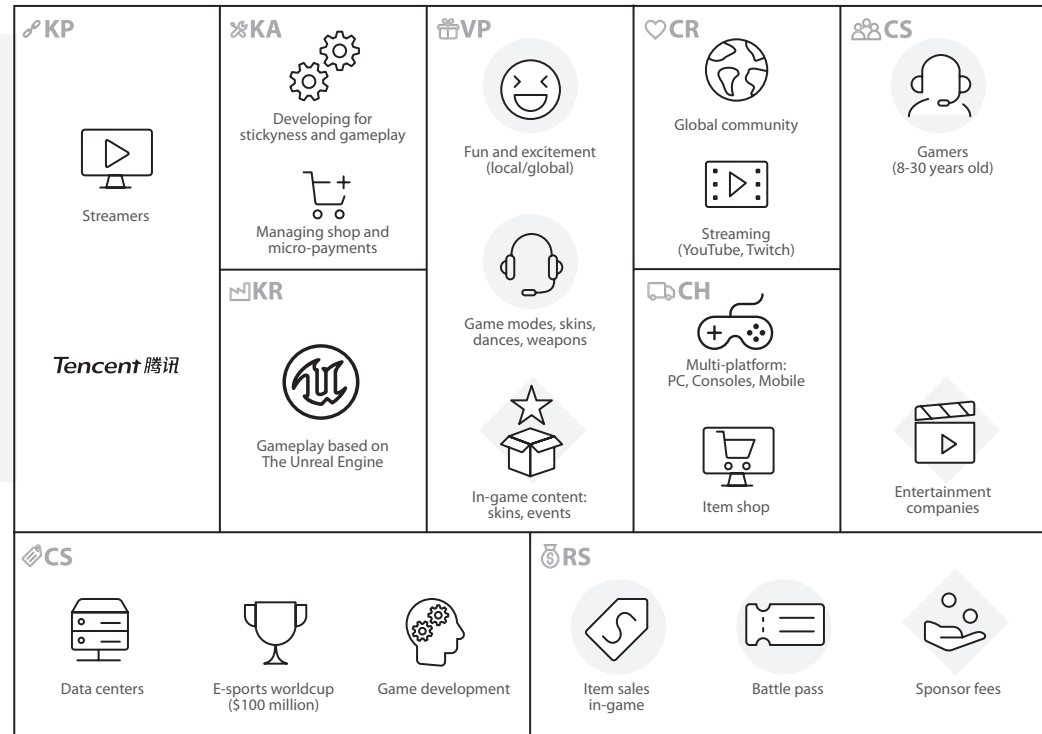 KP
Streamers
Tencent 腾讯
KA
Developing for
stickyness and gameplay
Managing shop and
micro-payments
KR
Gameplay based on
The Unreal Engine
VP
Fun and excitement
(local/global)
Game modes, skins,
dances, weapons
In-game content:
skins, events
CR
Global community
Streaming
(YouTube, Twitch)
CH
Multi-platform:
PC, Consoles, Mobile
Item shop
CS
Gamers
(8-30 years old)
Entertainment
companies
CS
Data centers
E-sports worldcup
($100 million)
Game development
RS
Item sales
in-game
Battle pass
Sponsor fees